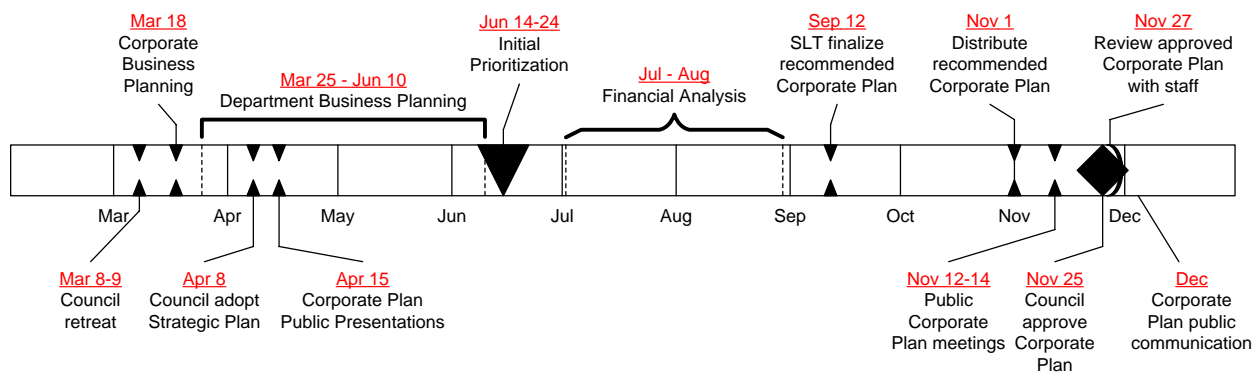 Mar 18
Corporate
Business
Planning
Mar 25 - Jun 10
Department Business Planning
Jun 14-24
Initial
Prioritization
Jul - Aug
Financial Analysis
Sep 12
SLT finalize
recommended
Corporate Plan
Nov 1
Distribute
recommended
Corporate Plan
Nov 27
Review approved
Corporate Plan
with staff
Mar
Apr
May
Jun
Jul
Aug
Sep
Oct
Nov
Dec
Mar 8-9
Council
retreat
Apr 8
Council adopt
Strategic Plan
Apr 15
Corporate Plan
Public Presentations
Nov 12-14
Public
Corporate
Plan meetings
Nov 25
Council
approve
Corporate
Plan
Dec
Corporate
Plan public
communication